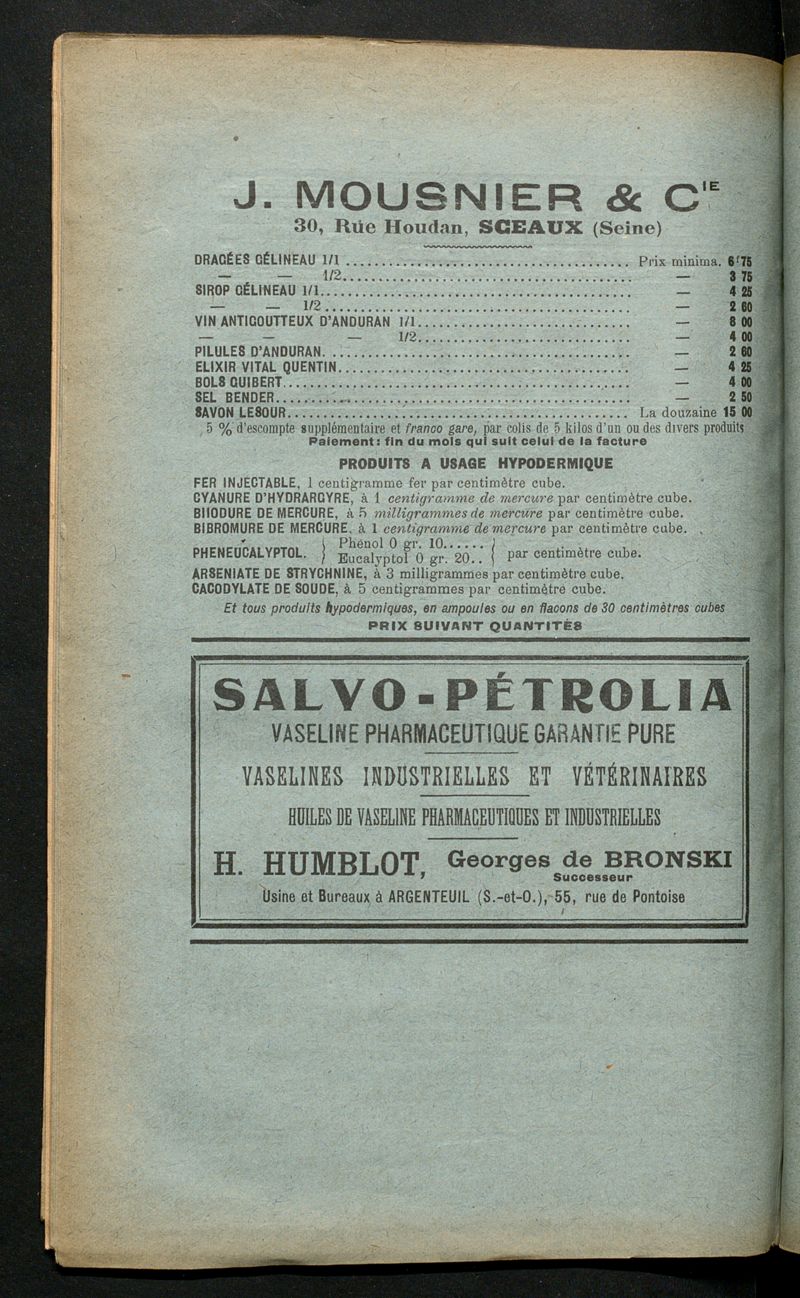 J. MOUSNIER & CIE
30, Rue Houdan, SCEAUX (Seine)
DRAGÉES GÉLINEAU 1/1 ........ Prix minima. 6f75
— — 1/2 ........ — 3 75
SIROP GÉLINEAU 1/1 ........ — 4 25
— — 1/2 ........ — 2 60
VIN ANTIGOUTTEUX D'ANDURAN 1/1 ........ — 8 00
— — — 1/2 ........ — 4 00
PILULES D'ANDURAN ........ — 2 60
ELIXIR VITAL QUENTIN ........ — 4 25
BOLS GUIBERT ........ — 4 00
SEL BENDER ........ — 2 50
SAVON LESOUR ........ La douzaine 15 00
5 % d'escompte supplémentaire et franco gare, par colis de 5 kilos d'un ou des divers produits
Paiement: fin du mois qui suit celui de la facture
PRODUITS A USAGE HYPODERMIQUE
FER INJECTABLE, 1 centigramme fer par centimètre cube.
CYANURE D'HYDRARGYRE, à 1 centigramme de mercure par centimètre cube.
BIIODURE DE MERCURE, à 5 milligrammes de mercure par centimètre cube.
BIBROMURE DE MERCURE, à 1 centigramme de mercure par centimètre cube.
PHENEUCALYPTOL. { Phénol 0 gr. 10...... } par centimètre cube.
Eucalyptol 0 gr. 20..
ARSENIATE DE STRYCHNINE, à 3 milligrammes par centimètre cube.
CACODYLATE DE SOUDE, à 5 centigrammes par centimètre cube.
Et tous produits hypodermiques, en ampoules ou en flacons de 30 centimètres cubes
PRIX SUIVANT QUANTITÉS
SALVO-PÉTROLIA
VASELINE PHARMACEUTIQUE GARANTIE PURE
VASELINES INDUSTRIELLES ET VÉTÉRINAIRES
HUILES DE VASELINE PHARMACEUTIQUES ET INDUSTRIELLES
H. HUMBLOT, Georges de BRONSKI
Successeur
Usine et Bureaux à ARGENTEUIL (S.-et-O.), 55, rue de Pontoise